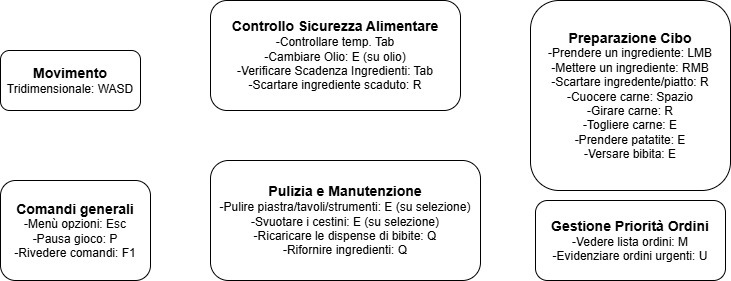 Movimento
Tridimensionale: WASD
Controllo Sicurezza Alimentare
-Controllare temp. Tab
-Cambiare Olio: E (su olio)
-Verificare Scadenza Ingredienti: Tab
-Scartare ingrediente scaduto: R
Preparazione Cibo
-Prendere un ingrediente: LMB
-Mettere un ingrediente: RMB
-Scartare ingredente/piatto: R
-Cuocere carne: Spazio
-Girare carne: R
-Togliere carne: E
-Prendere patatite: E
-Versare bibita: E
Comandi generali
-Menù opzioni: Esc
-Pausa gioco: P
-Rivedere comandi: F1
Pulizia e Manutenzione
-Pulire piastra/tavoli/strumenti: E (su selezione)
-Svuotare i cestini: E (su selezione)
-Ricaricare le dispense di bibite: Q
-Rifornire ingredienti: Q
Gestione Priorità Ordini
-Vedere lista ordini: M
-Evidenziare ordini urgenti: U